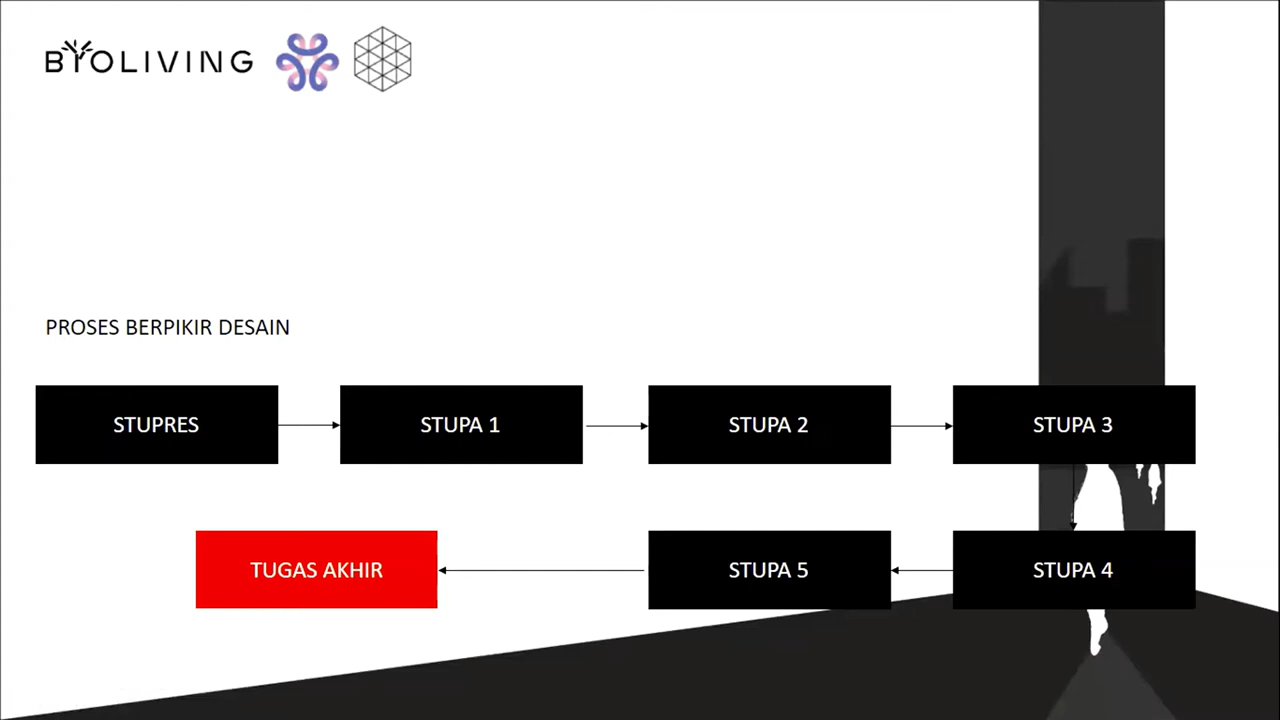 BYOLIVING
PROSES BERPIKIR DESAIN
STUPRES
STUPA 1
STUPA 2
STUPA 3
TUGAS AKHIR
STUPA 5
STUPA 4